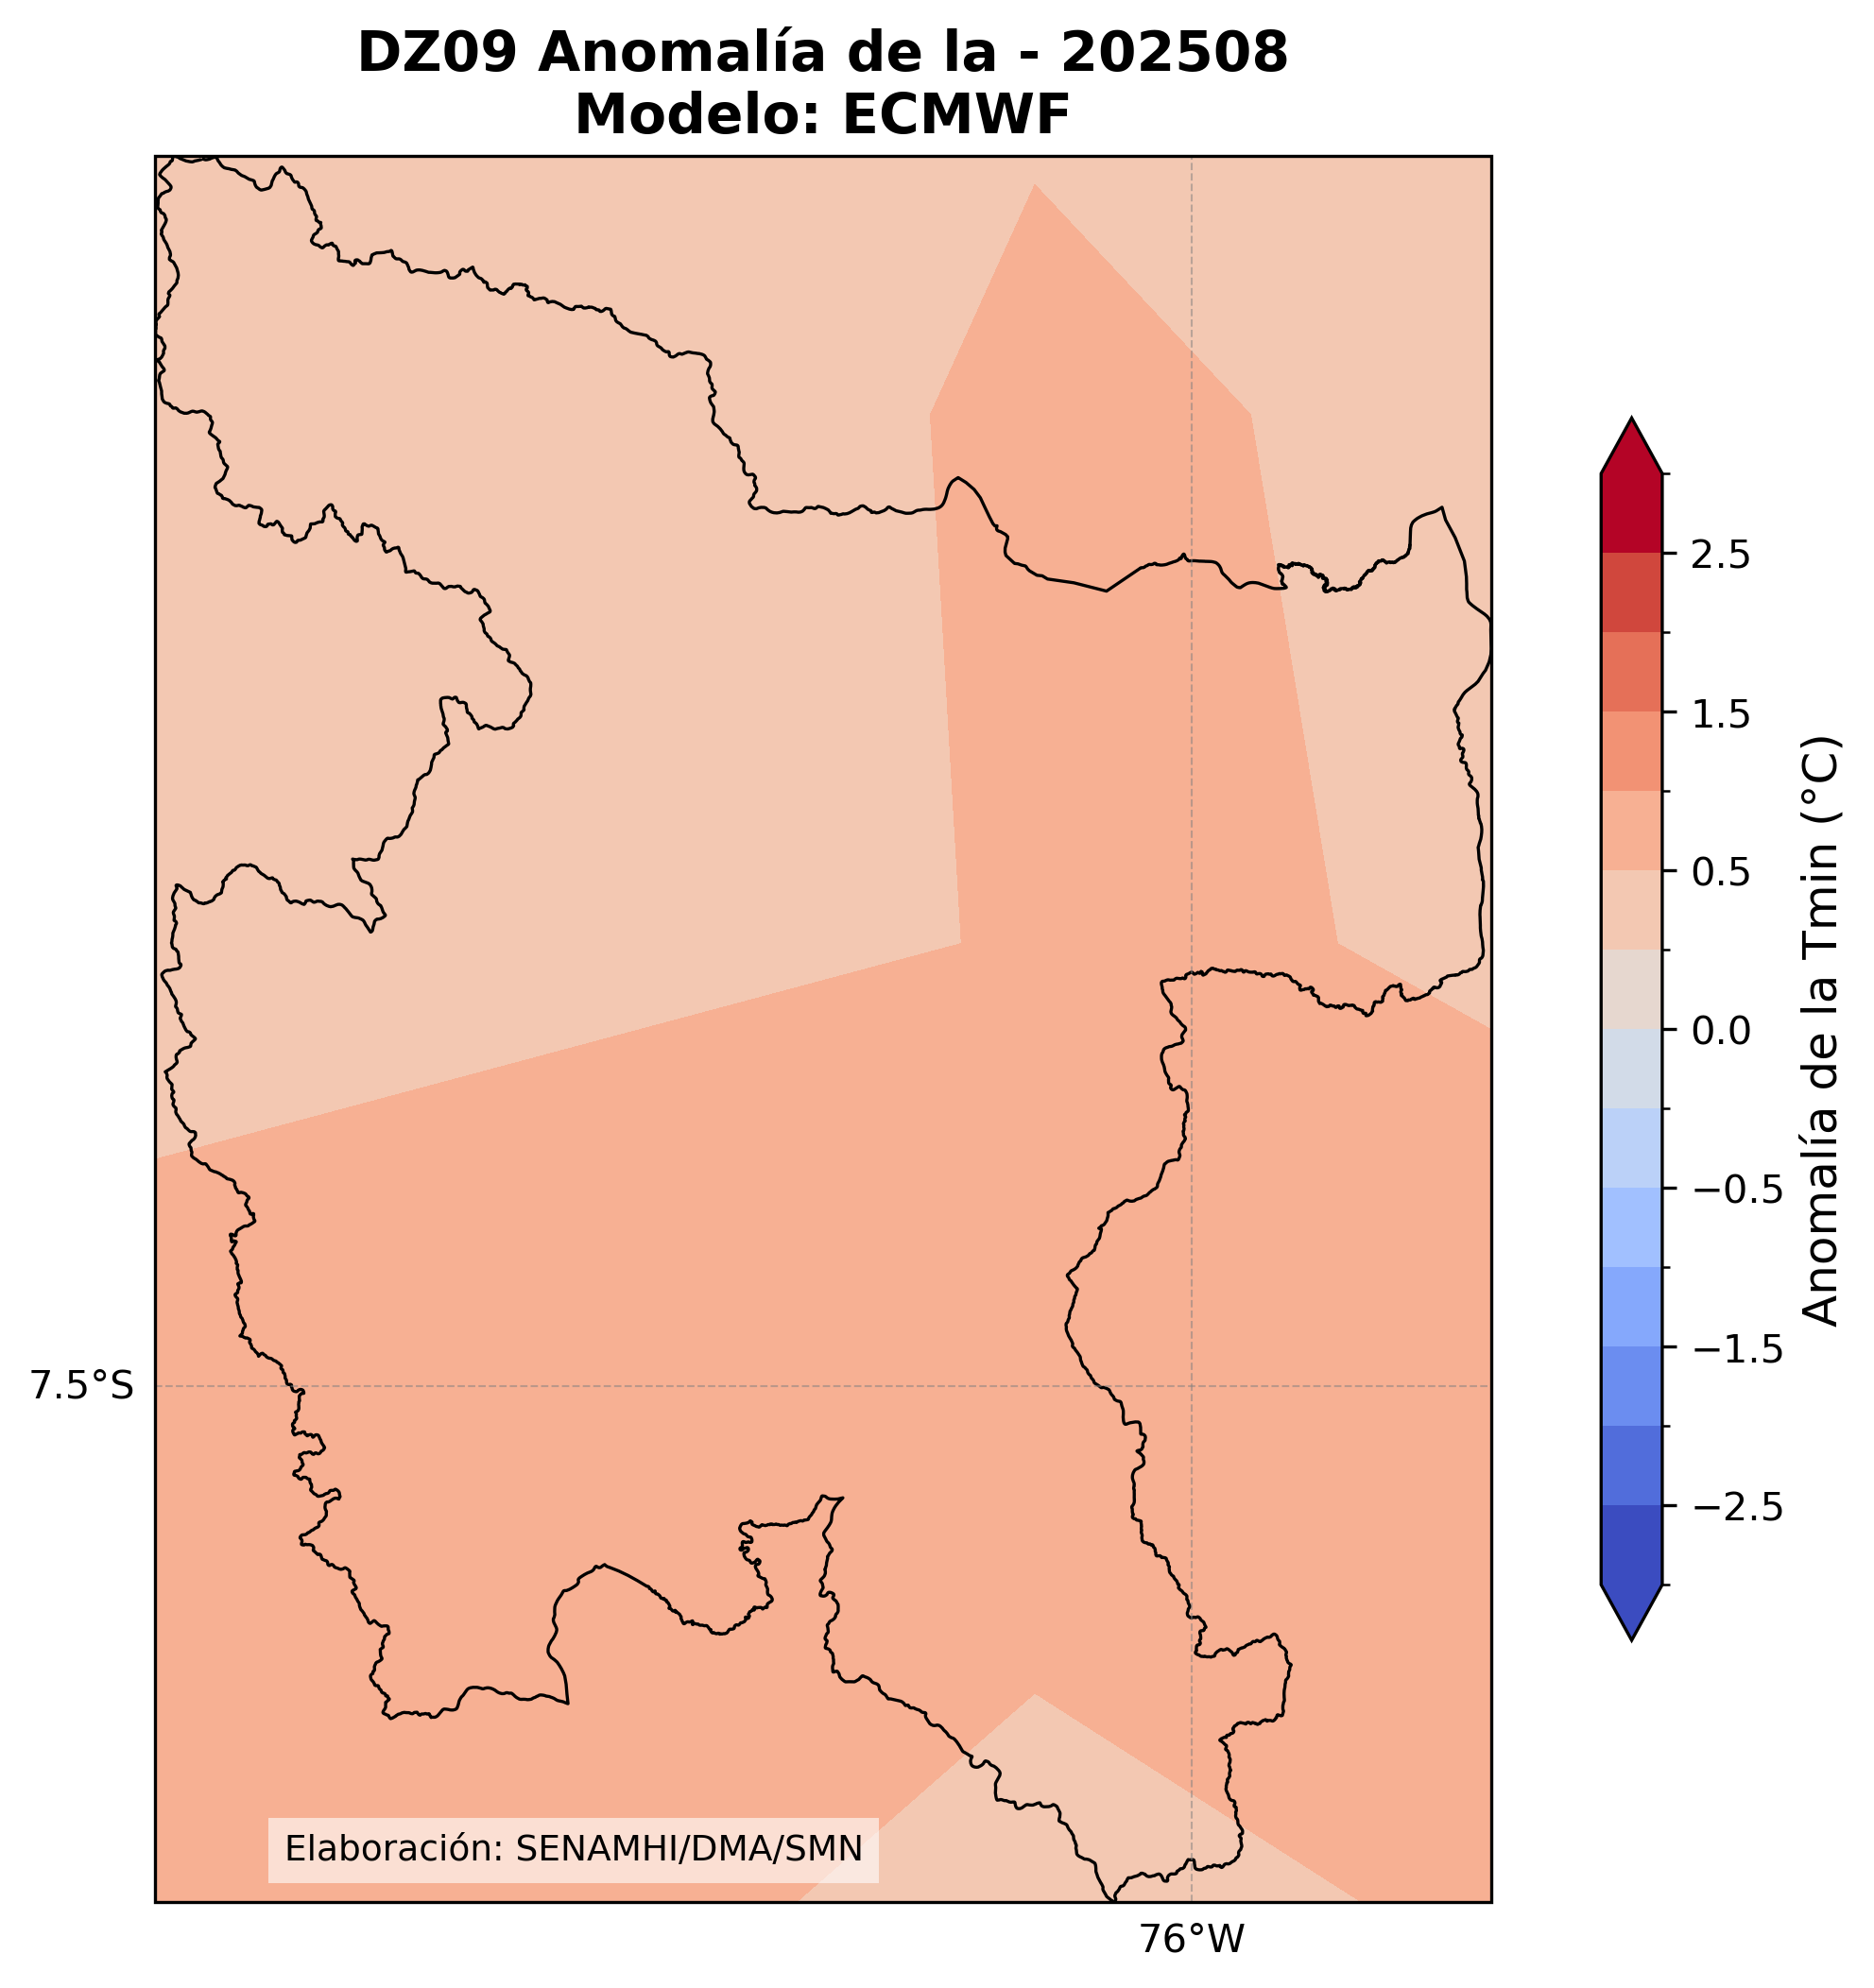 DZ09 Anomalía de la - 202508
Modelo: ECMWF
2.5
1.5
0.5
0.0
−0.5
−1.5
−2.5
Anomalía de la Tmin (°C)
7.5°S
Elaboración: SENAMHI/DMA/SMN
76°W